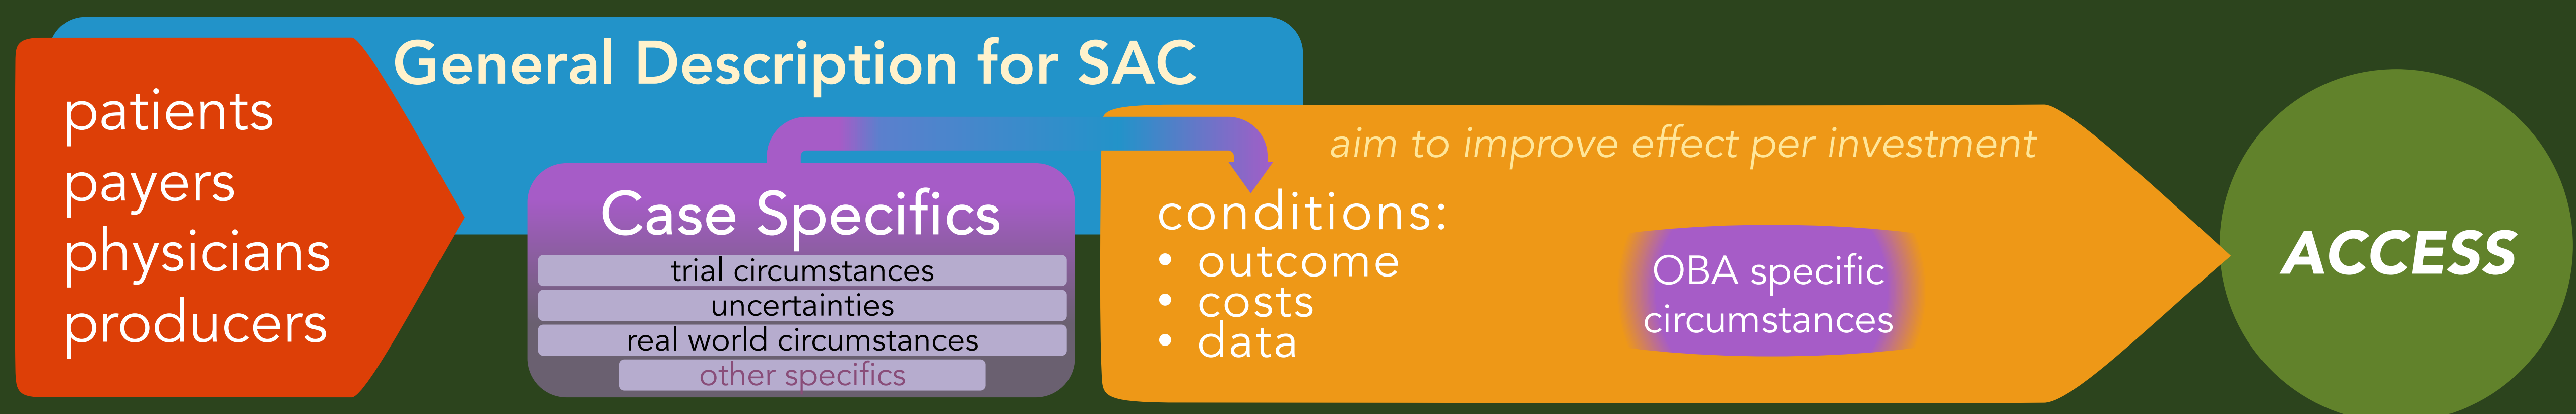 General Description for SAC
patients
payers
physicians
producers
Case Specifics
trial circumstances
uncertainties
real world circumstances
other specifics
aim to improve effect per investment
conditions:
• outcome
• costs
• data
OBA specific
circumstances
ACCESS